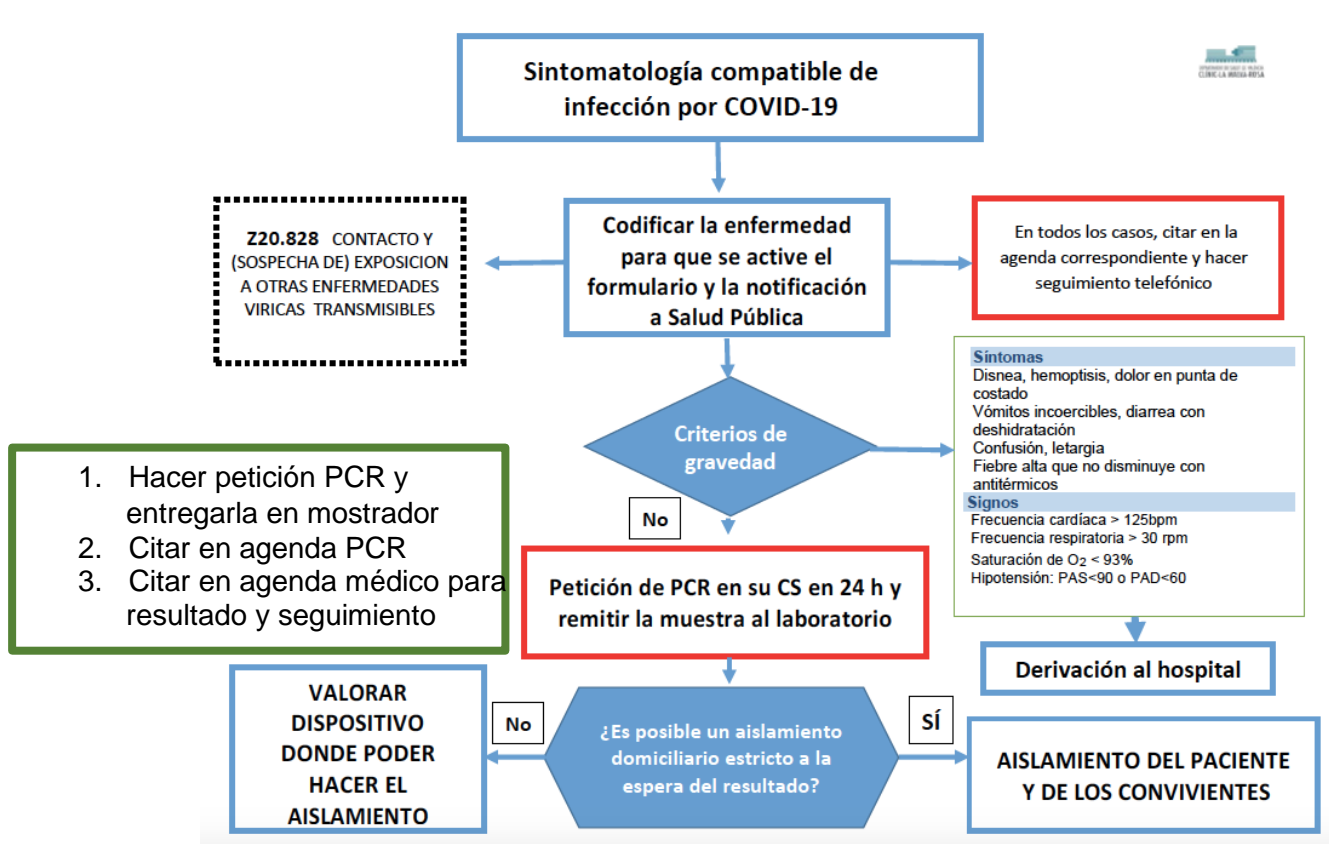 Sintomatología compatible de
infección por COVID-19
Z20.828 CONTACTO Y
(SOSPECHA DE) EXPOSICION
A OTRAS ENFERMEDADES
VIRICAS TRANSMISIBLES
Codificar la enfermedad
para que se active el
formulario y la notificación
a Salud Pública
En todos los casos, citar en la
agenda correspondiente y hacer
seguimiento telefónico
Criterios de
gravedad
Síntomas
Disnea, hemoptisis, dolor en punta de
costado
Vómitos incoercibles, diarrea con
deshidratación
Confusión, letargia
Fiebre alta que no disminuye con
antitérmicos
Signos
Frecuencia cardíaca > 125bpm
Frecuencia respiratoria > 30 rpm
Saturación de O2 < 93%
Hipotensión: PAS<90 o PAD<60
1. Hacer petición PCR y
entregarla en mostrador
2. Citar en agenda PCR
3. Citar en agenda médico para
resultado y seguimiento
No
Petición de PCR en su CS en 24 h y
remitir la muestra al laboratorio
Derivación al hospital
VALORAR
DISPOSITIVO
DONDE PODER
HACER EL
AISLAMIENTO
No
¿Es posible un aislamiento
domiciliario estricto a la
espera del resultado?
SÍ
AISLAMIENTO DEL PACIENTE
Y DE LOS CONVIVIENTES